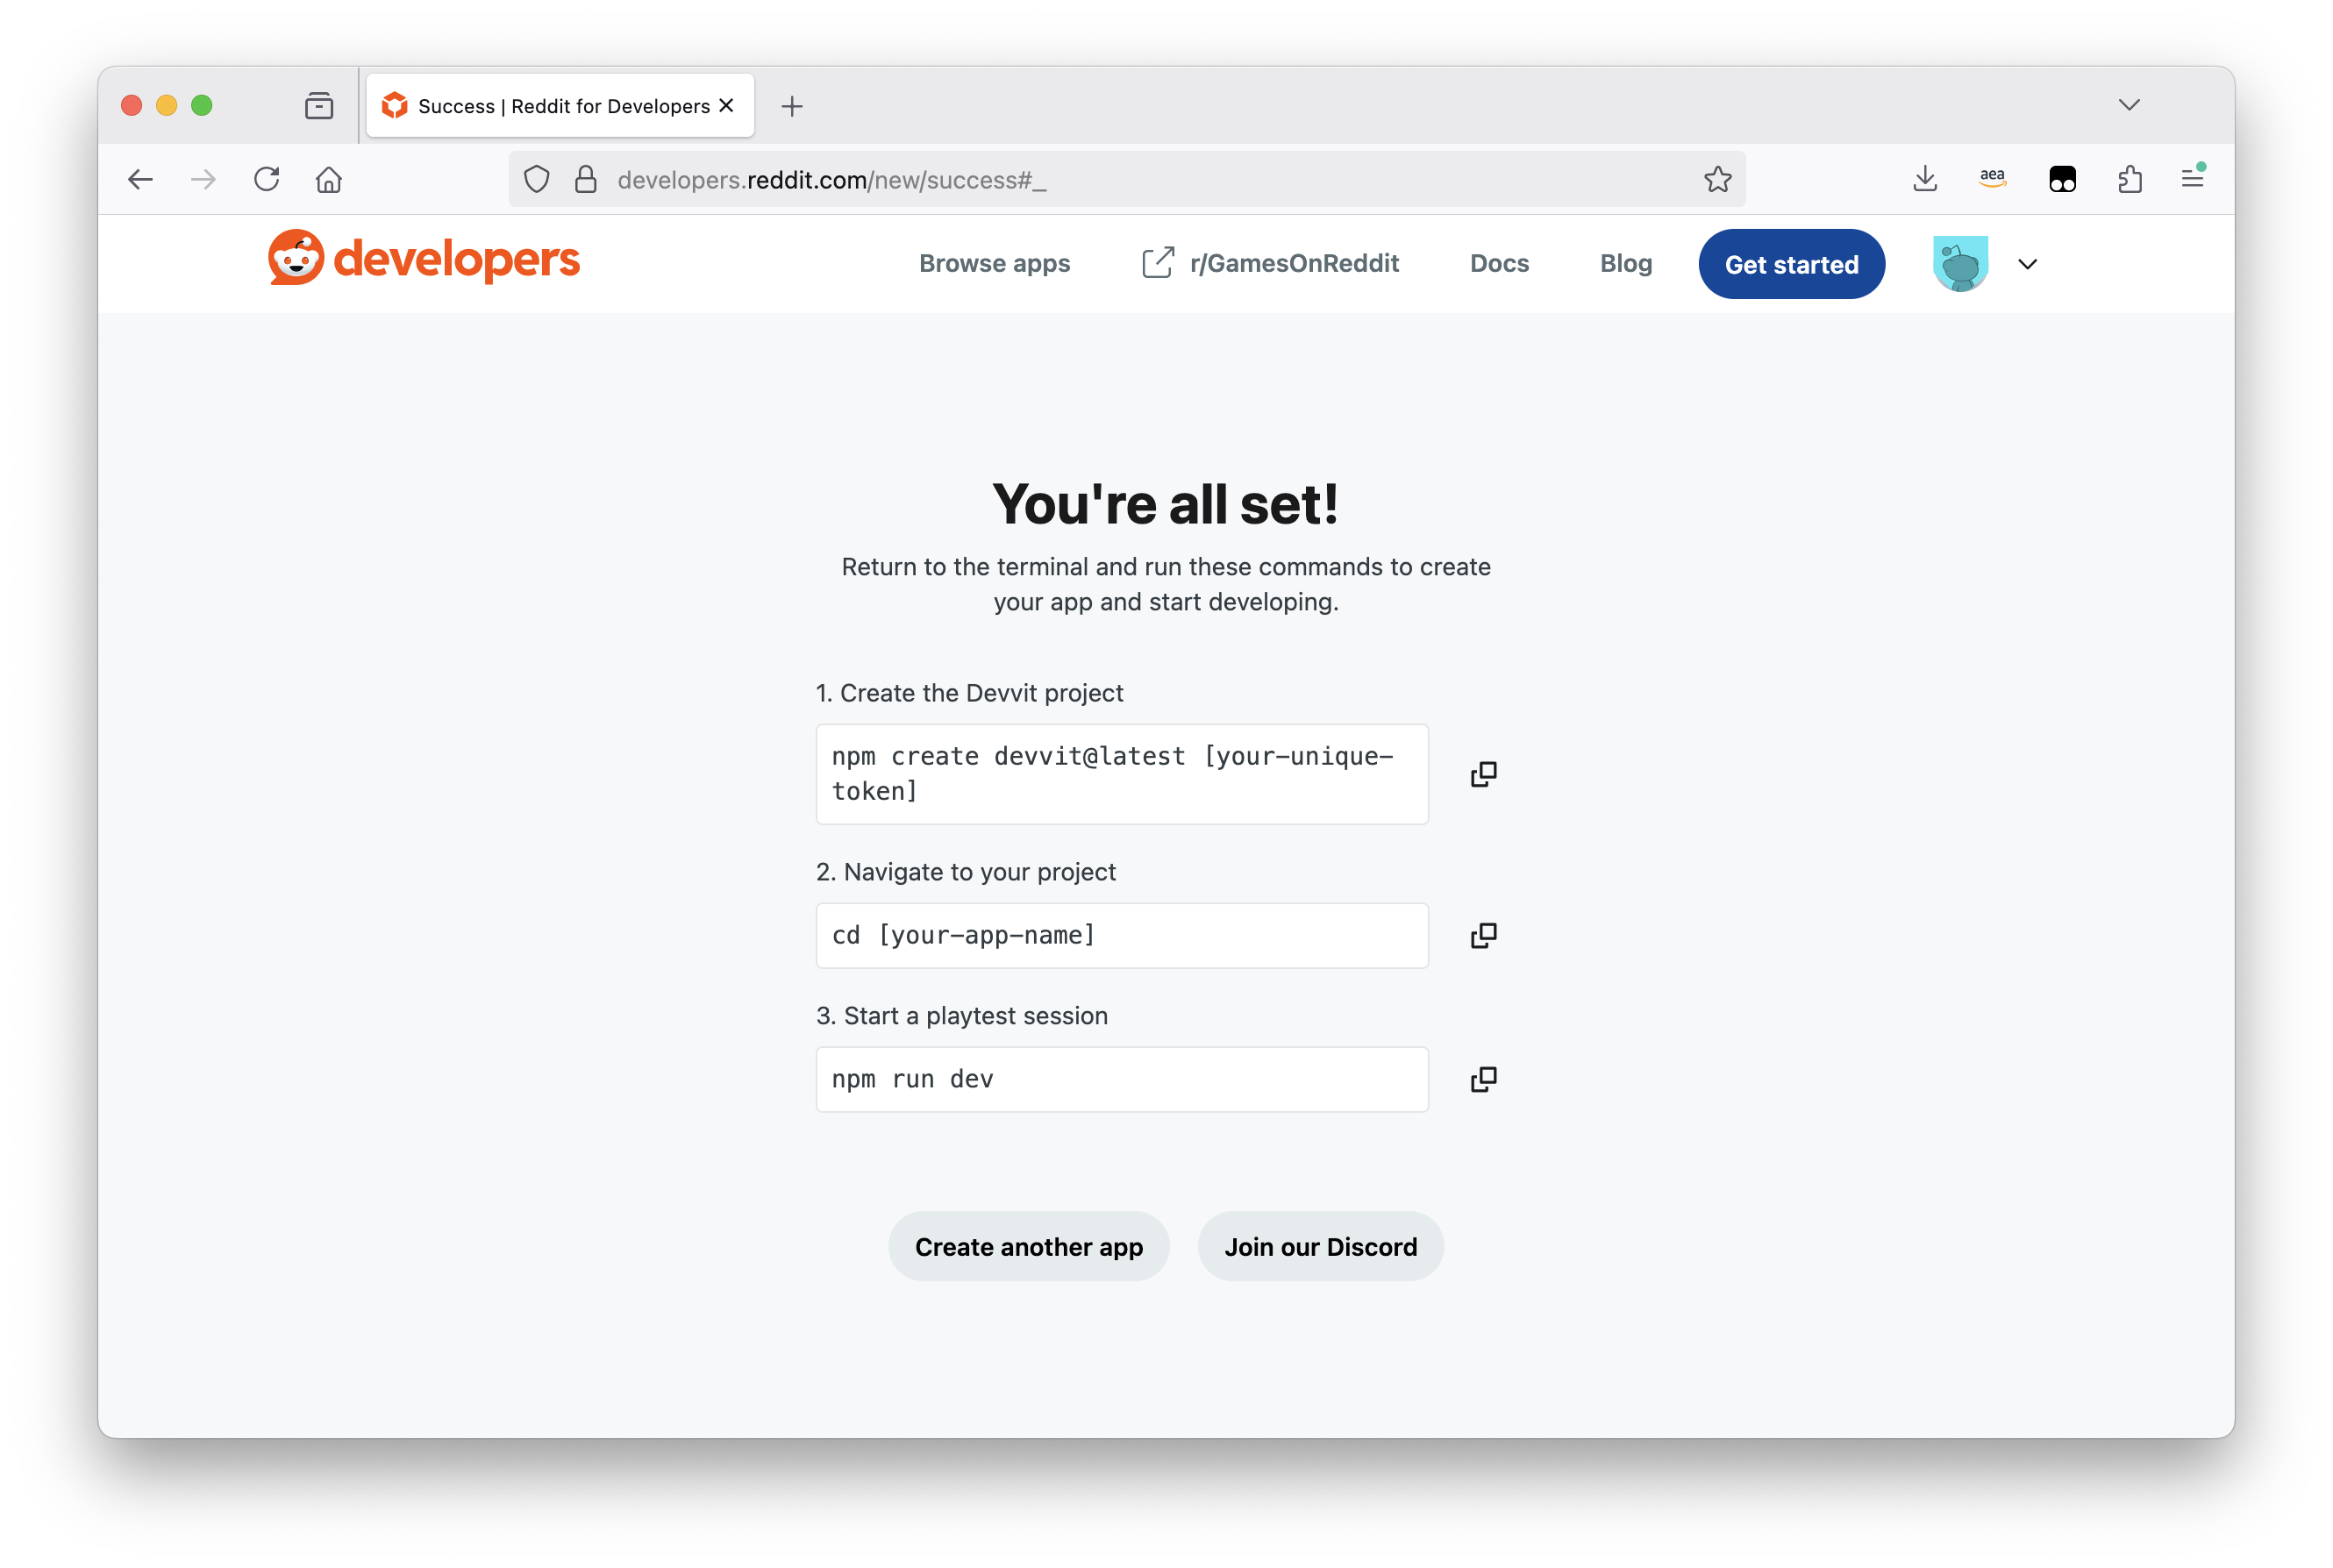 Success | Reddit for Developers
developers.reddit.com/new/success#_
aea
developers
Browse apps
r/GamesOnReddit
Docs
Blog
Get started
You're all set!
Return to the terminal and run these commands to create
your app and start developing.
1. Create the Devvit project
npm create devvit@latest [your-unique-
token]
2. Navigate to your project
cd [your-app-name]
3. Start a playtest session
npm run dev
Create another app
Join our Discord